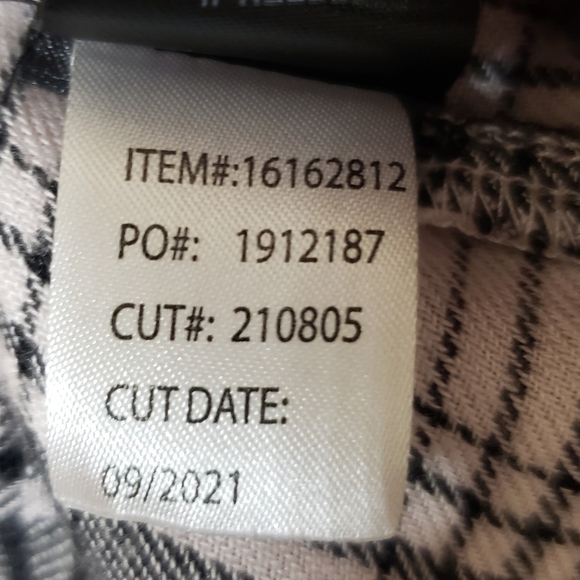 ITEM#:16162812
PO#: 1912187
CUT#: 210805
CUT DATE:
09/2021